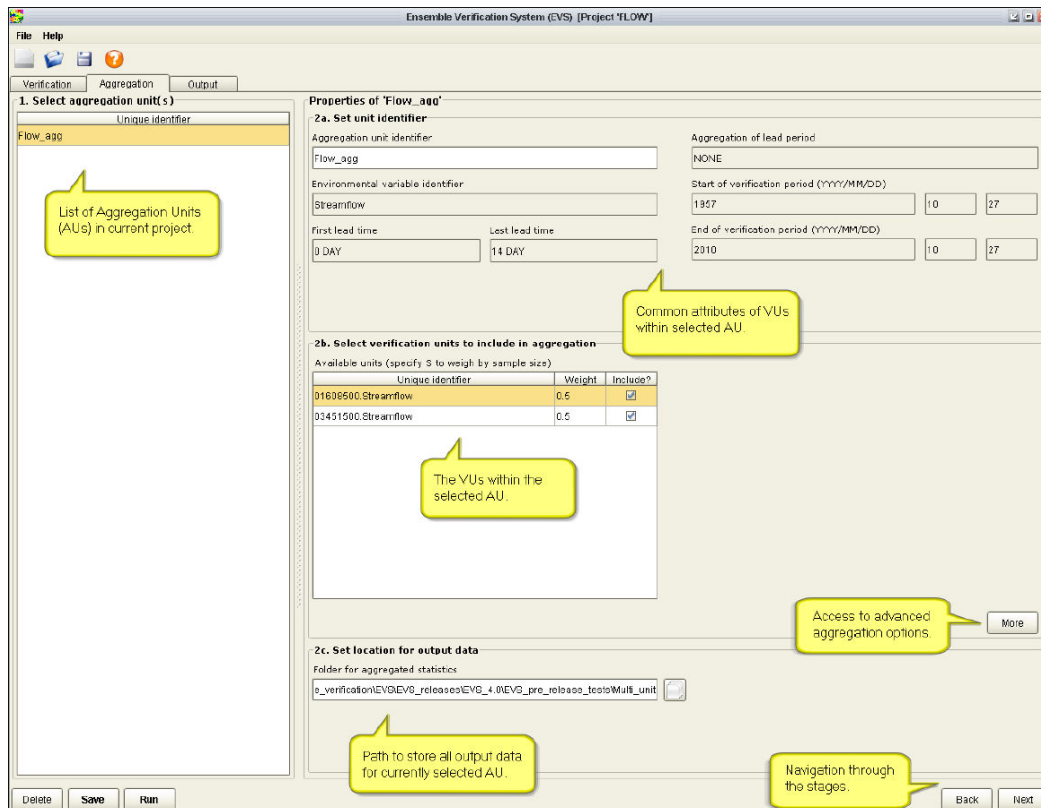 Ensemble Verification System (EVS) [Project 'FLOW']
File Help
Verification Aggregation Output
1. Select aggregation unit(s)
Unique identifier
Flow_agg
List of Aggregation Units
(AUs) in current project.
Properties of 'Flow_agg'
2a. Set unit identifier
Aggregation unit identifier
Flow_agg
Aggregation of lead period
NONE
Environmental variable identifier
Streamflow
Start of verification period (YYYY/MM/DD)
1957 10 27
First lead time
0 DAY
Last lead time
14 DAY
End of verification period (YYYY/MM/DD)
2010 10 27
Common attributes of VUs
within selected AU.
2b. Select verification units to include in aggregation
Available units (specify S to weigh by sample size)
Unique identifier Weight Include?
01608500.Streamflow 0.5
03451500.Streamflow 0.5
The VUs within the
selected AU.
Access to advanced
aggregation options.
More
2c. Set location for output data
Folder for aggregated statistics
e_verification\EVS\EVS_releases\EVS_4.0\EVS_pre_release_tests\Multi_unit
Path to store all output data
for currently selected AU.
Navigation through
the stages.
Delete Save Run Back Next